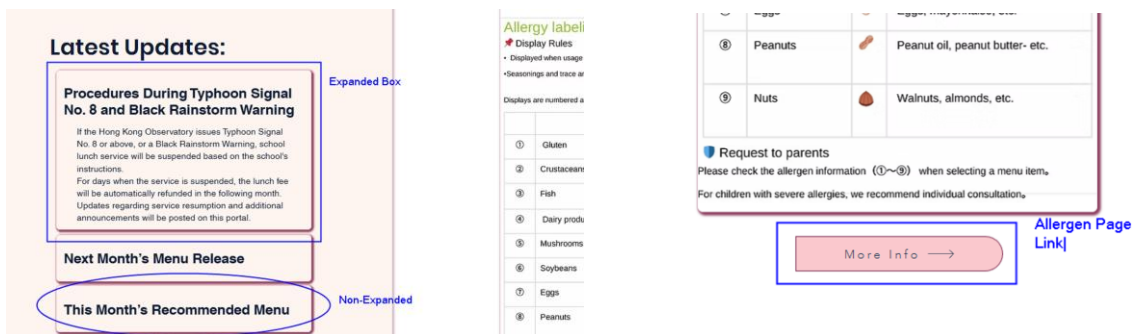 Latest Updates:
Expanded Box
Procedures During Typhoon Signal
No. 8 and Black Rainstorm Warning
If the Hong Kong Observatory issues Typhoon Signal
No. 8 or above, or a Black Rainstorm Warning, school
lunch service will be suspended based on the school's
instructions.
For days when the service is suspended, the lunch fee
will be automatically refunded in the following month.
Updates regarding service resumption and additional
announcements will be posted on this portal.
Next Month's Menu Release
Non-Expanded
This Month's Recommended Menu
Allergy labeli
Display Rules
• Displayed when usage
•Seasonings and trace ar
Displays are numbered a
① Gluten
② Crustaceans
③ Fish
④ Dairy produ
⑤ Mushrooms
⑥ Soybeans
⑦ Eggs
⑧ Peanuts
Eggs Eggs, mayonnaise, etc.
⑧ Peanuts Peanut oil, peanut butter- etc.
⑨ Nuts Walnuts, almonds, etc.
Request to parents
Please check the allergen information（①～⑨）when selecting a menu item。
For children with severe allergies, we recommend individual consultation。
Allergen Page
Link
More Info →